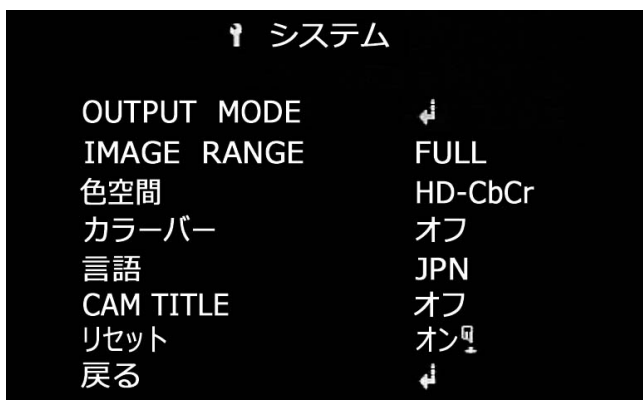 システム
OUTPUT MODE
IMAGE RANGE FULL
色空間 HD-CbCr
カラーバー オフ
言語 JPN
CAM TITLE オフ
リセット オン
戻る